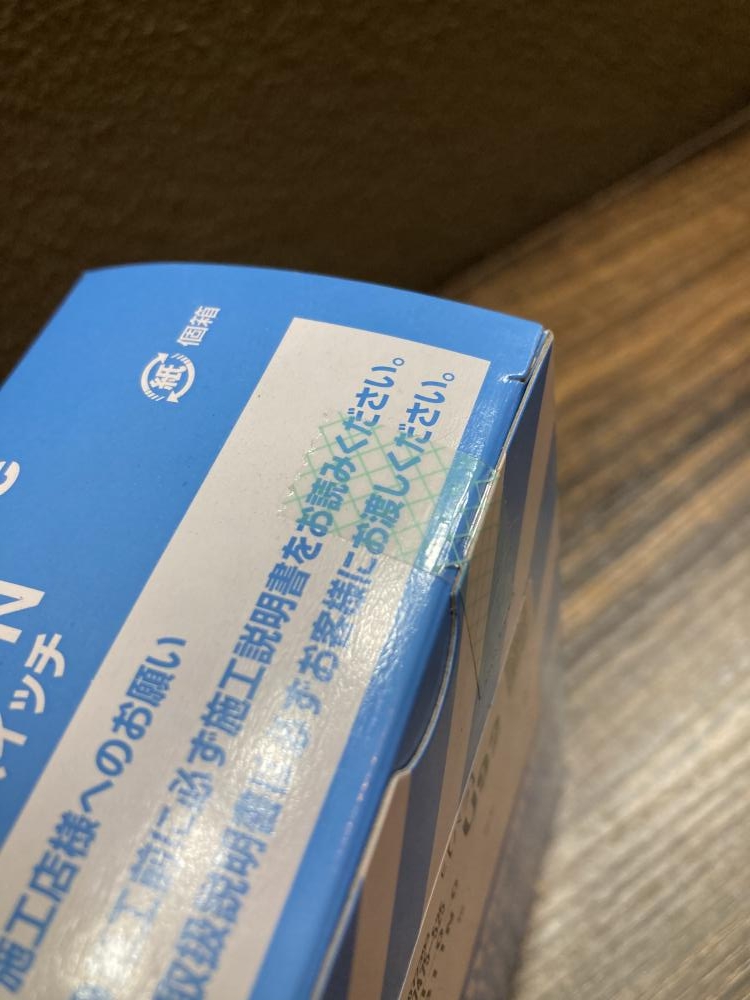 紙 個箱
N
イッチ
施工店様へのお願い
工前に必ず施工説明書をお読みください。
取扱説明書は必ずお客様にお渡しください。